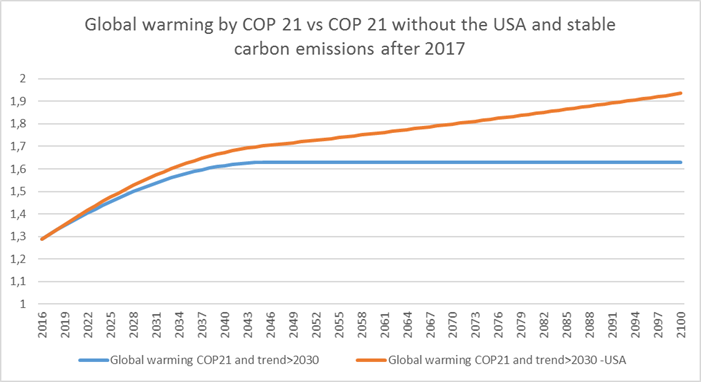 Global warming by COP 21 vs COP 21 without the USA and stable
carbon emissions after 2017
2
1,9
1,8
1,7
1,6
1,5
1,4
1,3
1,2
1,1
1
2016 2019 2022 2025 2028 2031 2034 2037 2040 2043 2046 2049 2052 2055 2058 2061 2064 2067 2070 2073 2076 2079 2082 2085 2088 2091 2094 2097 2100
Global warming COP21 and trend>2030 Global warming COP21 and trend>2030 -USA